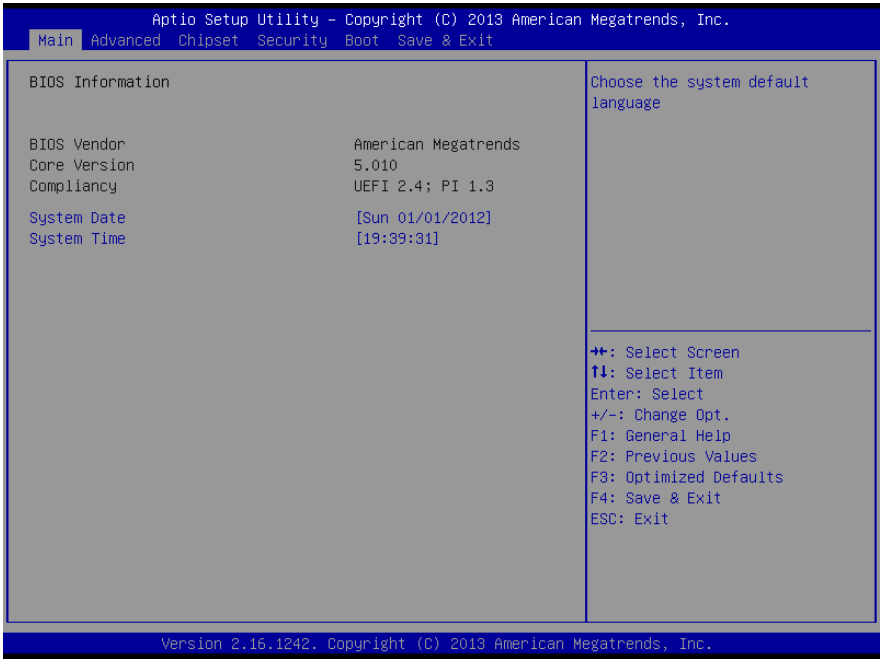 Aptio Setup Utility – Copyright (C) 2013 American Megatrends, Inc.
Main Advanced Chipset Security Boot Save & Exit
BIOS Information
BIOS Vendor American Megatrends
Core Version 5.010
Compliancy UEFI 2.4; PI 1.3
System Date [Sun 01/01/2012]
System Time [19:39:31]
Choose the system default
language
→←: Select Screen
↑↓: Select Item
Enter: Select
+/-: Change Opt.
F1: General Help
F2: Previous Values
F3: Optimized Defaults
F4: Save & Exit
ESC: Exit
Version 2.16.1242. Copyright (C) 2013 American Megatrends, Inc.